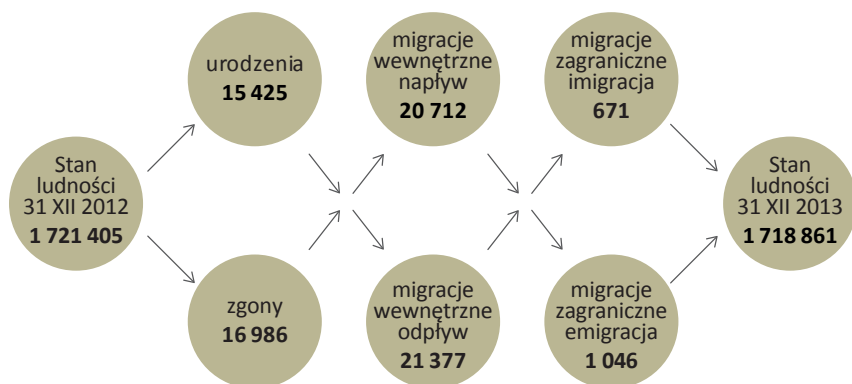 Stan
ludności
31 XII 2012
1 721 405
urodzenia
15 425
zgony
16 986
migracje
wewnętrzne
napływ
20 712
migracje
wewnętrzne
odpływ
21 377
migracje
zagraniczne
imigracja
671
migracje
zagraniczne
emigracja
1 046
Stan
ludności
31 XII 2013
1 718 861